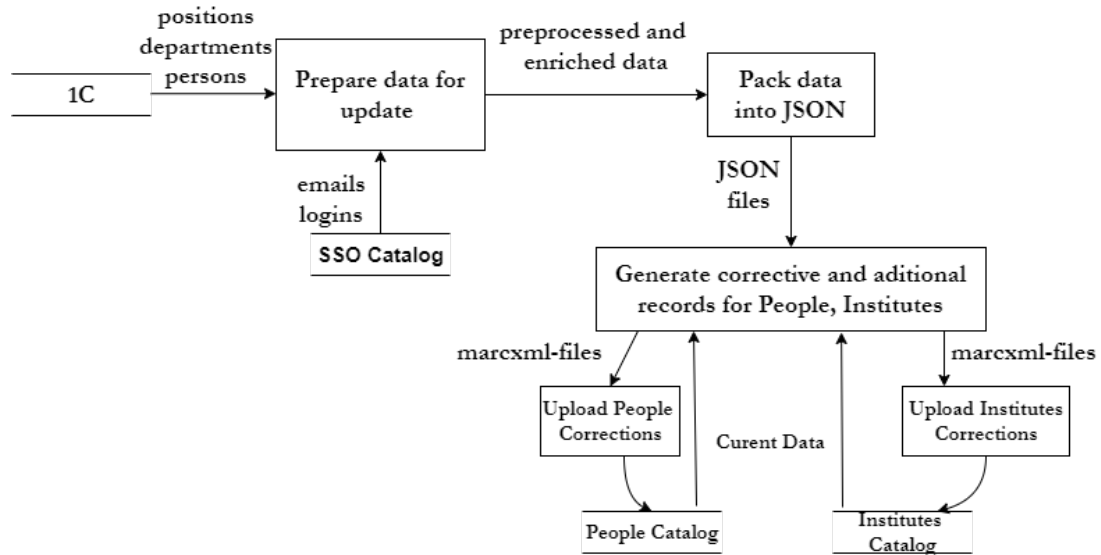 positions
departments
persons
1C
Prepare data for
update
preprocessed and
enriched data
Pack data
into JSON
emails
logins
SSO Catalog
JSON
files
Generate corrective and aditional
records for People, Institutes
marcxml-files
marcxml-files
Upload People
Corrections
Curent Data
Upload Institutes
Corrections
People Catalog
Institutes
Catalog